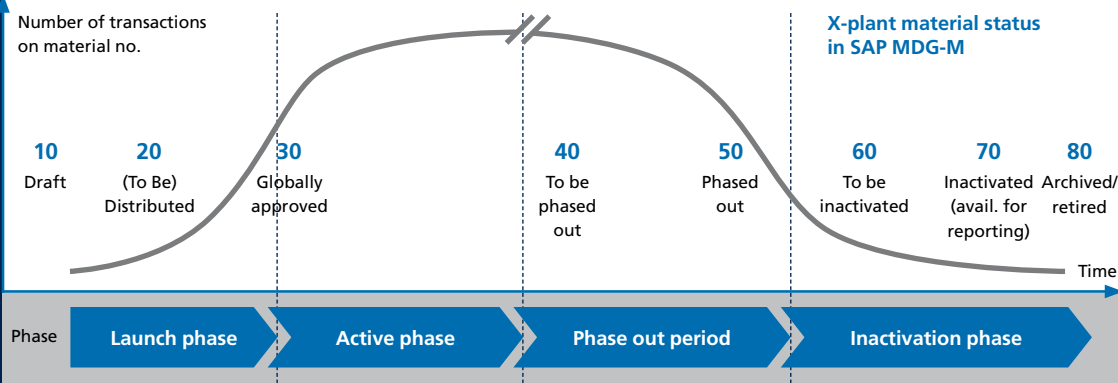 Number of transactions
on material no.
X-plant material status
in SAP MDG-M
10
Draft
20
(To Be)
Distributed
30
Globally
approved
40
To be
phased
out
50
Phased
out
60
To be
inactivated
70
Inactivated
(avail. for
reporting)
80
Archived/
retired
Time
Phase
Launch phase
Active phase
Phase out period
Inactivation phase